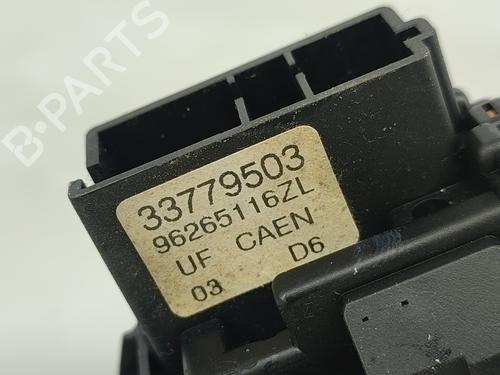 B-PARTS
33779503
96265116ZL
UF CAEN
03 D6